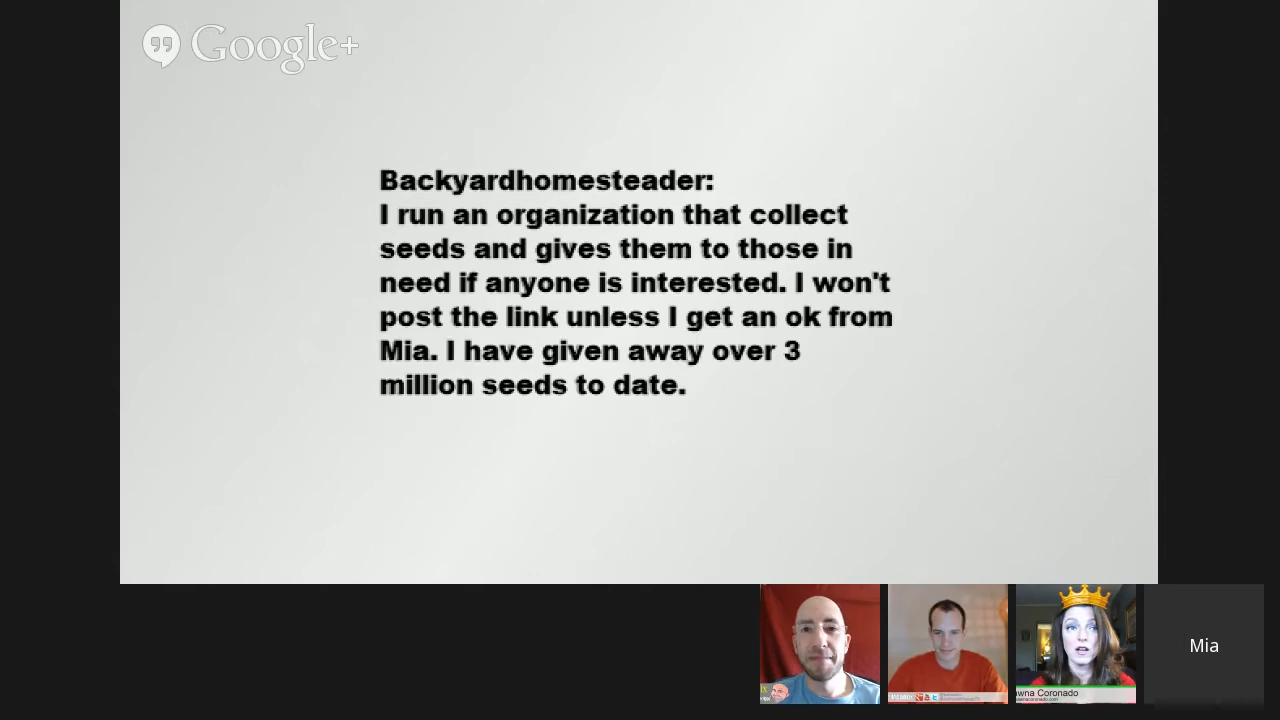 Google+
Backyardhomesteader:
I run an organization that collect
seeds and gives them to those in
need if anyone is interested. I won't
post the link unless I get an ok from
Mia. I have given away over 3
million seeds to date.
Mia
awna Coronado